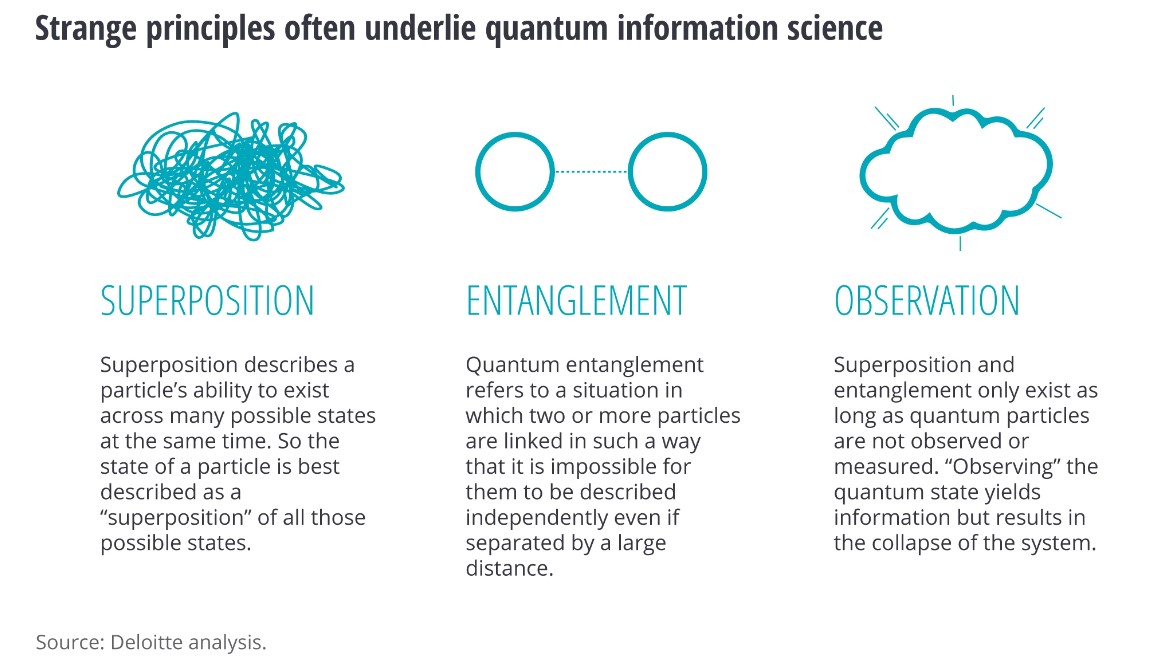 Strange principles often underlie quantum information science
SUPERPOSITION
Superposition describes a
particle’s ability to exist
across many possible states
at the same time. So the
state of a particle is best
described as a
“superposition” of all those
possible states.
ENTANGLEMENT
Quantum entanglement
refers to a situation in
which two or more particles
are linked in such a way
that it is impossible for
them to be described
independently even if
separated by a large
distance.
OBSERVATION
Superposition and
entanglement only exist as
long as quantum particles
are not observed or
measured. “Observing” the
quantum state yields
information but results in
the collapse of the system.
Source: Deloitte analysis.